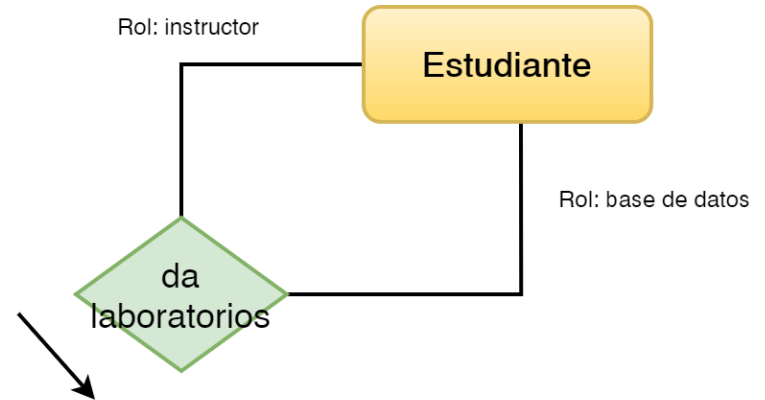 Rol: instructor
Estudiante
Rol: base de datos
da
laboratorios